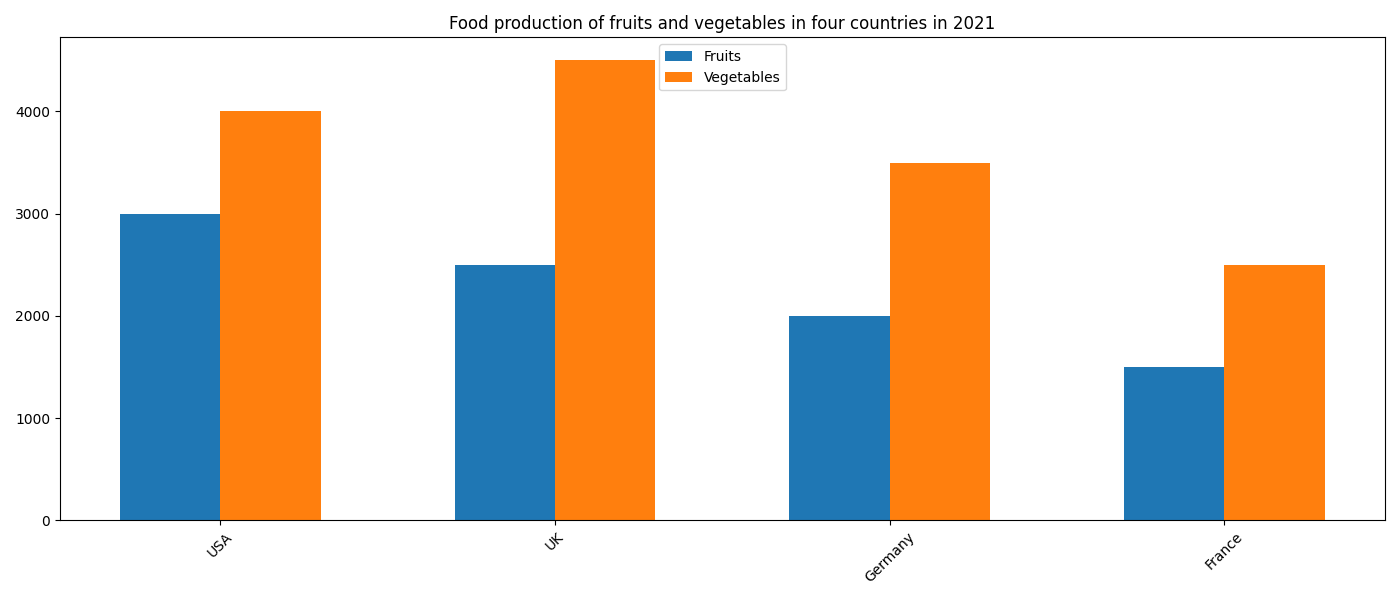 Food production of fruits and vegetables in four countries in 2021
Fruits
Vegetables
4000
3000
2000
1000
0
USA
UK
Germany
France